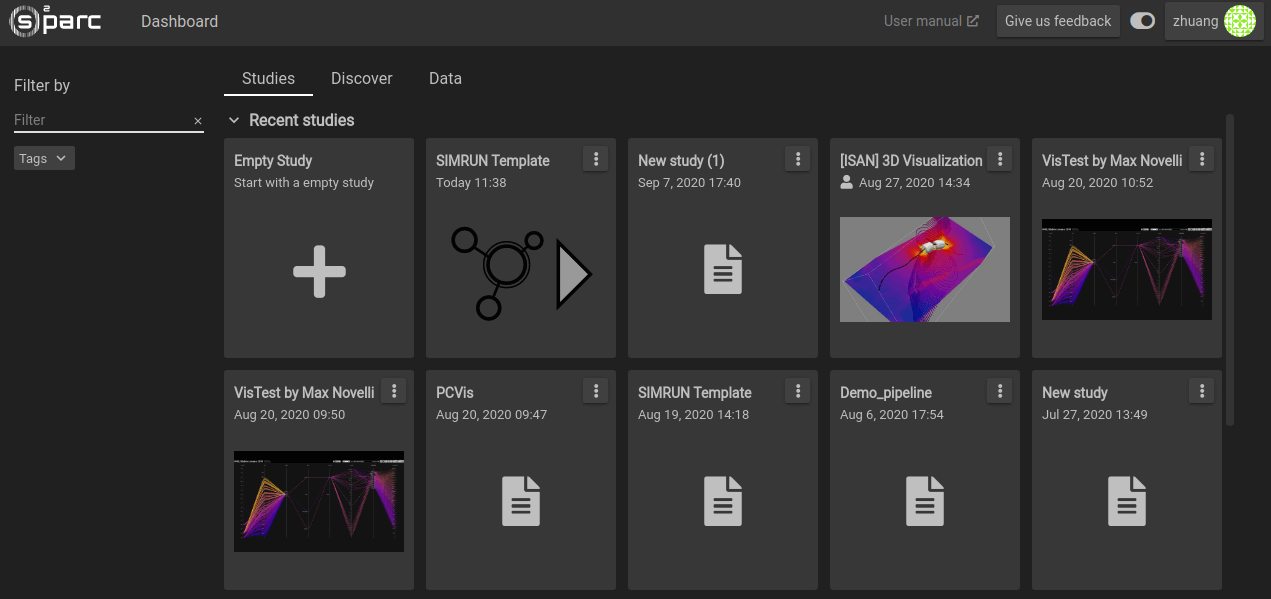 s2parc
Dashboard
User manual
Give us feedback
zhuang
Filter by
Filter
Tags
Studies
Discover
Data
Recent studies
Empty Study
Start with a empty study
SIMRUN Template
Today 11:38
New study (1)
Sep 7, 2020 17:40
[ISAN] 3D Visualization
Aug 27, 2020 14:34
VisTest by Max Novelli
Aug 20, 2020 10:52
VisTest by Max Novelli
Aug 20, 2020 09:50
PCVis
Aug 20, 2020 09:47
SIMRUN Template
Aug 19, 2020 14:18
Demo_pipeline
Aug 6, 2020 17:54
New study
Jul 27, 2020 13:49